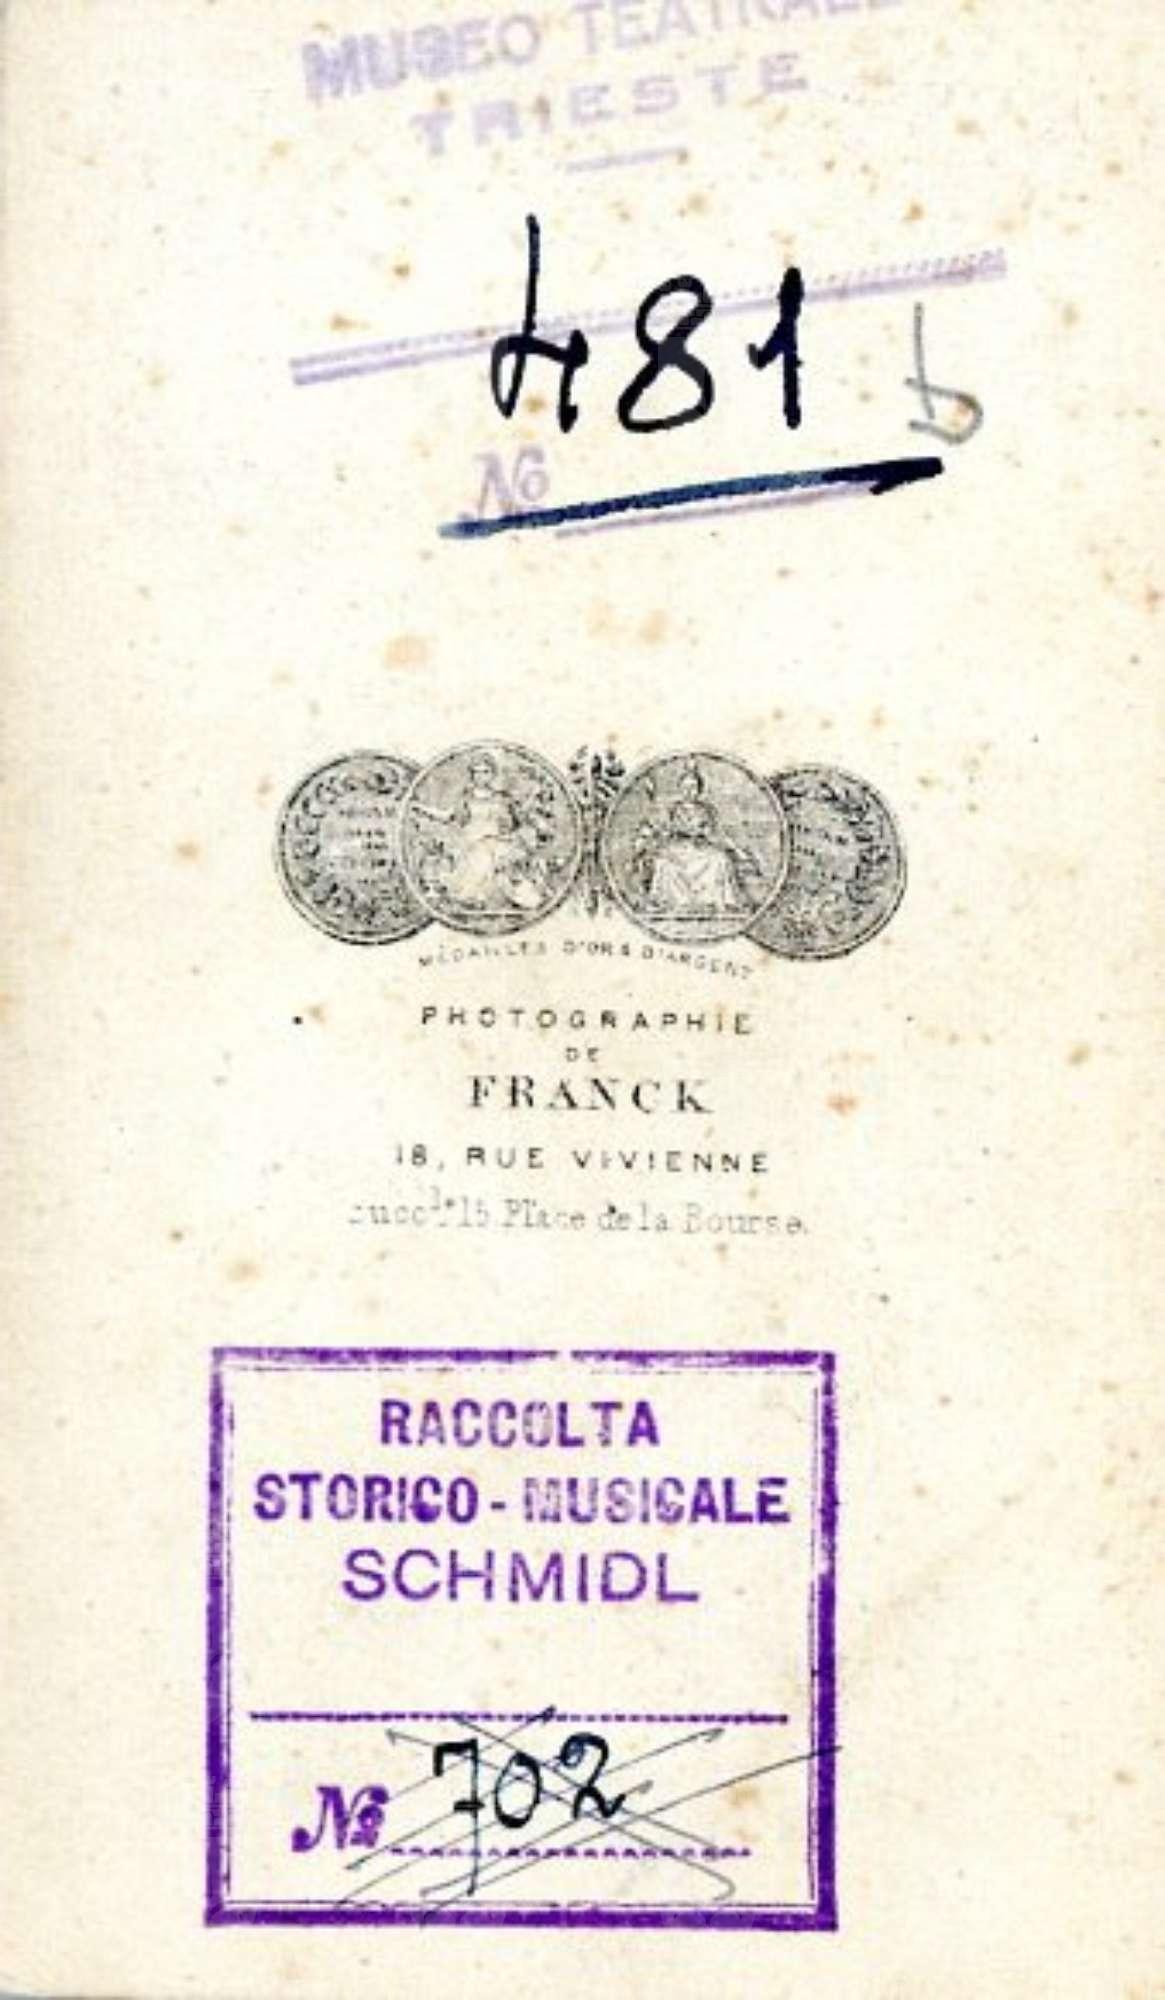 MUSEO TEATRALE
TRIESTE
481 b
No
MÉDAILLES D'OR & D'ARGENT
PHOTOGRAPHIE
DE
FRANCK
18, RUE VIVIENNE
15 Place de la Bourse.
RACCOLTA
STORICO - MUSICALE
SCHMIDL
No 702